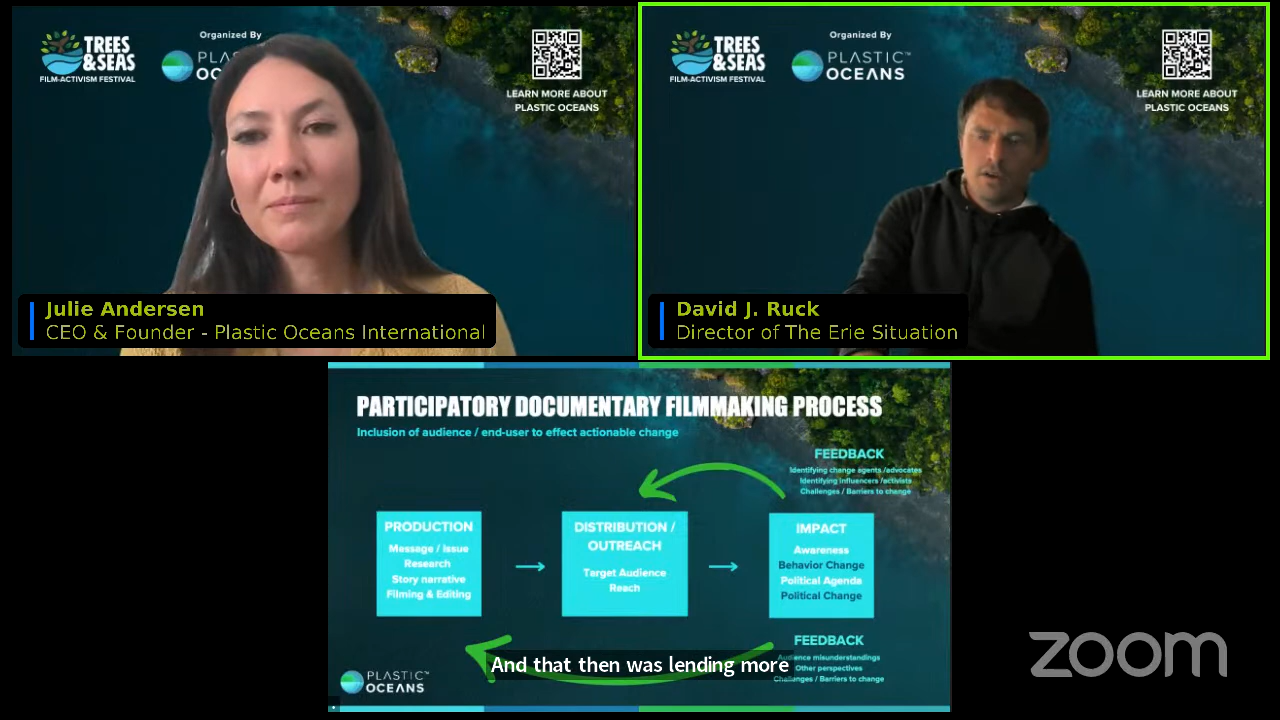 TREES
&SEAS
FILM-ACTIVISM FESTIVAL
Organized By
PLAS
OC
LEARN MORE ABOUT
PLASTIC OCEANS
Julie Andersen
CEO & Founder - Plastic Oceans International
TREES
&SEAS
FILM-ACTIVISM FESTIVAL
Organized By
PLASTIC™
OCEANS
LEARN MORE ABOUT
PLASTIC OCEANS
David J. Ruck
Director of The Erie Situation
PARTICIPATORY DOCUMENTARY FILMMAKING PROCESS
Inclusion of audience / end-user to effect actionable change
FEEDBACK
Identifying change agents /advocates
Identifying influencers /activists
Challenges / Barriers to change
PRODUCTION
Message / Issue
Research
Story narrative
Filming & Editing
DISTRIBUTION /
OUTREACH
Target Audience
Reach
IMPACT
Awareness
Behavior Change
Political Agenda
Political Change
FEEDBACK
Audience misunderstandings
Other perspectives
Challenges / Barriers to change
And that then was lending more
PLASTIC™
OCEANS
zoom